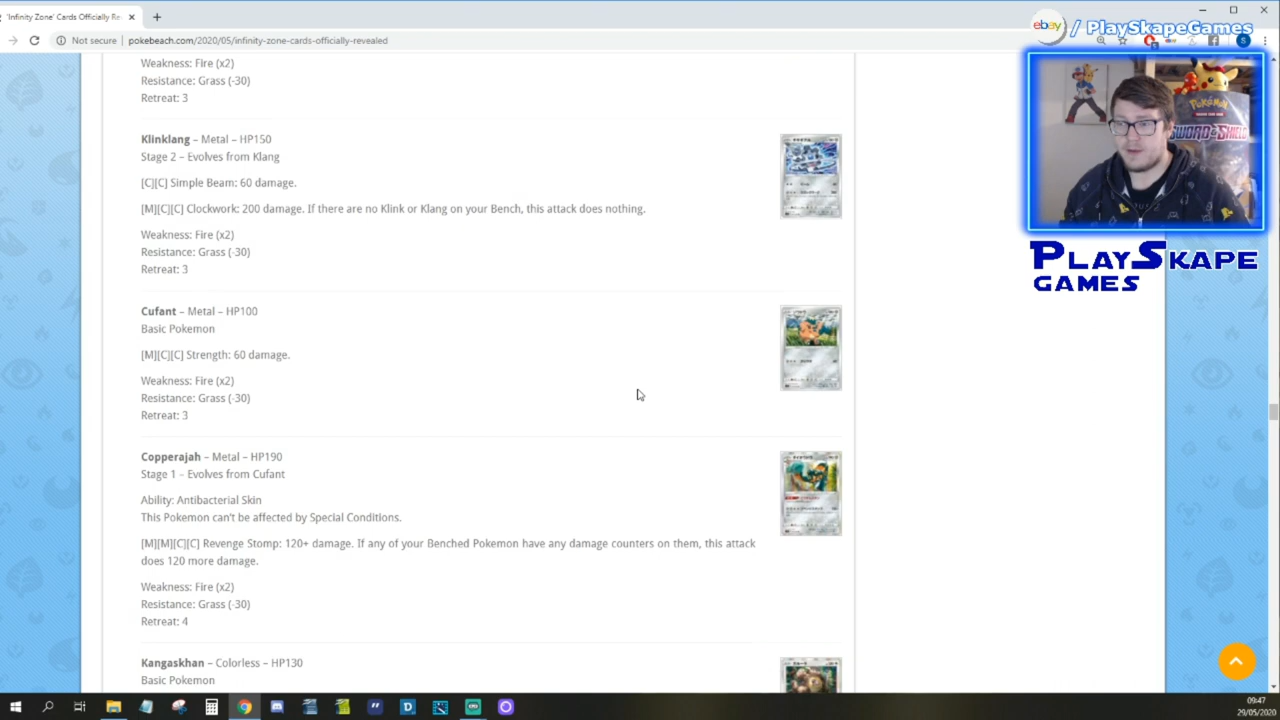 'Infinity Zone' Cards Officially Re
ebay / PlaySkapeGames
Not secure | pokebeach.com/2020/05/infinity-zone-cards-officially-revealed
Weakness: Fire (x2)
Resistance: Grass (-30)
Retreat: 3
Klinklang – Metal – HP150
Stage 2 – Evolves from Klang
[C][C] Simple Beam: 60 damage.
[M][C][C] Clockwork: 200 damage. If there are no Klink or Klang on your Bench, this attack does nothing.
Weakness: Fire (x2)
Resistance: Grass (-30)
Retreat: 3
Cufant – Metal – HP100
Basic Pokemon
[M][C][C] Strength: 60 damage.
Weakness: Fire (x2)
Resistance: Grass (-30)
Retreat: 3
Copperajah – Metal – HP190
Stage 1 – Evolves from Cufant
Ability: Antibacterial Skin
This Pokemon can't be affected by Special Conditions.
[M][M][C][C] Revenge Stomp: 120+ damage. If any of your Benched Pokemon have any damage counters on them, this attack
does 120 more damage.
Weakness: Fire (x2)
Resistance: Grass (-30)
Retreat: 4
Kangaskhan – Colorless – HP130
Basic Pokemon
POKÉMON
SWORD & SHIELD
PLAYSKAPE
GAMES
09:47
29/05/2020